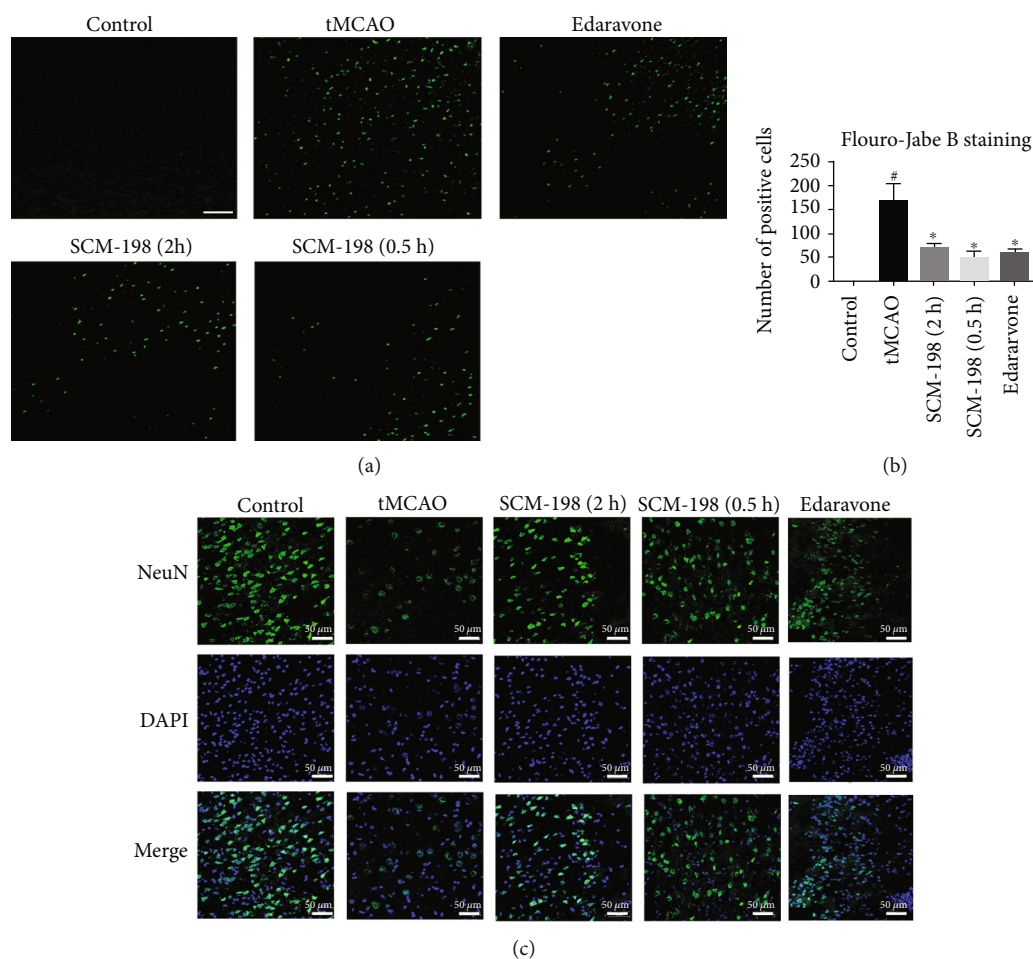 Control
tMCAO
Edaravone
SCM-198 (2h)
SCM-198 (0.5 h)
(a)
Flouro-Jabe B staining
Number of positive cells
250
200
150
100
50
0
#
*
*
*
Control
tMCAO
SCM-198 (2 h)
SCM-198 (0.5 h)
Edararvone
(b)
Control
tMCAO
SCM-198 (2 h)
SCM-198 (0.5 h)
Edaravone
NeuN
50 µm
50 µm
50 µm
50 µm
50 µm
DAPI
50 µm
50 µm
50 µm
50 µm
50 µm
Merge
50 µm
50 µm
50 µm
50 µm
50 µm
(c)